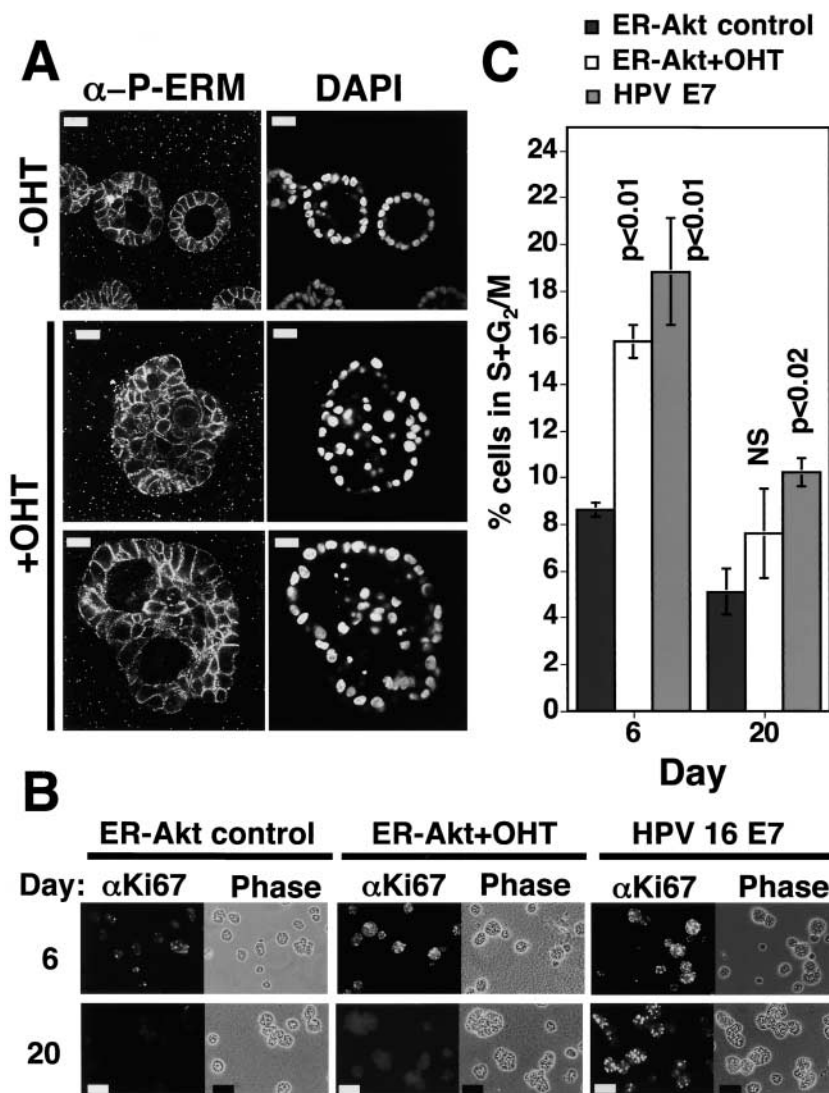 A
α–P-ERM DAPI
-OHT
+OHT
C
ER-Akt control
ER-Akt+OHT
HPV E7
% cells in S+G₂/M
24
22
20
18
16
14
12
10
8
6
4
2
0
p<0.01
p<0.01
NS
p<0.02
6 20
Day
B
ER-Akt control ER-Akt+OHT HPV 16 E7
Day: αKi67 Phase αKi67 Phase αKi67 Phase
6
20